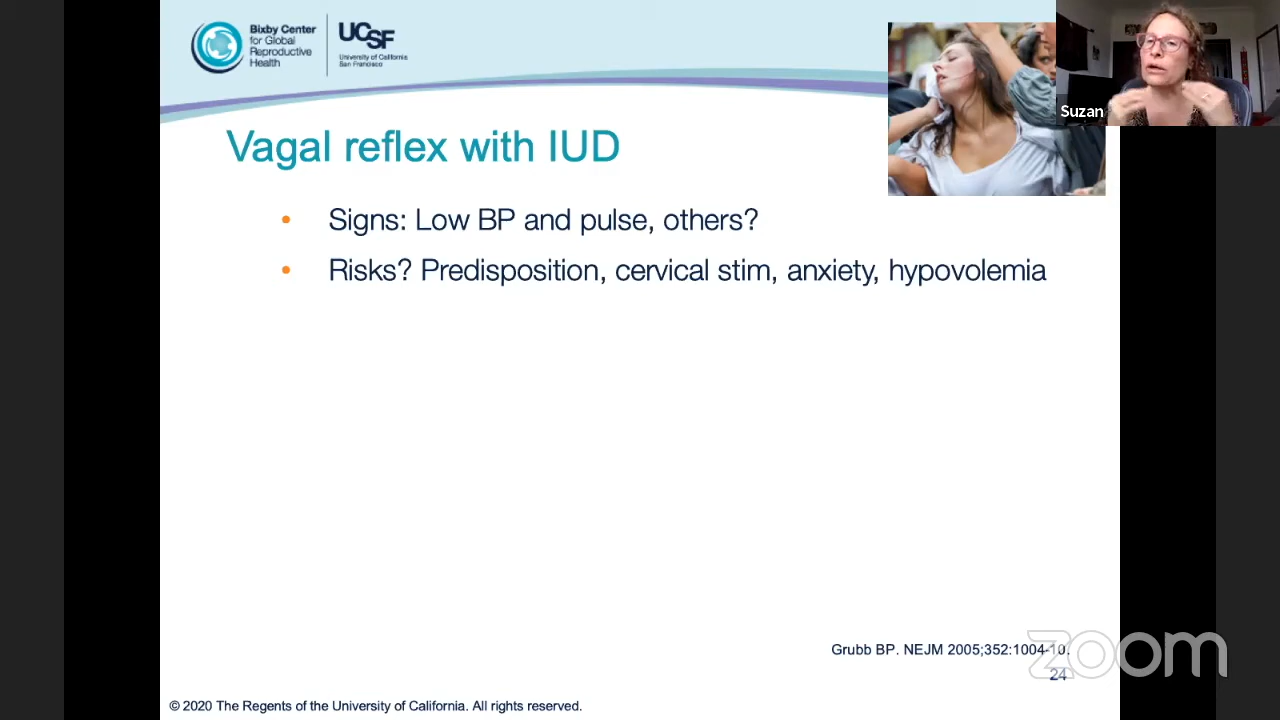 Bixby Center
for Global
Reproductive
Health
UCSF
University of California
San Francisco
Suzan
Vagal reflex with IUD
• Signs: Low BP and pulse, others?
• Risks? Predisposition, cervical stim, anxiety, hypovolemia
Grubb BP. NEJM 2005;352:1004-10.
24
zoom
© 2020 The Regents of the University of California. All rights reserved.